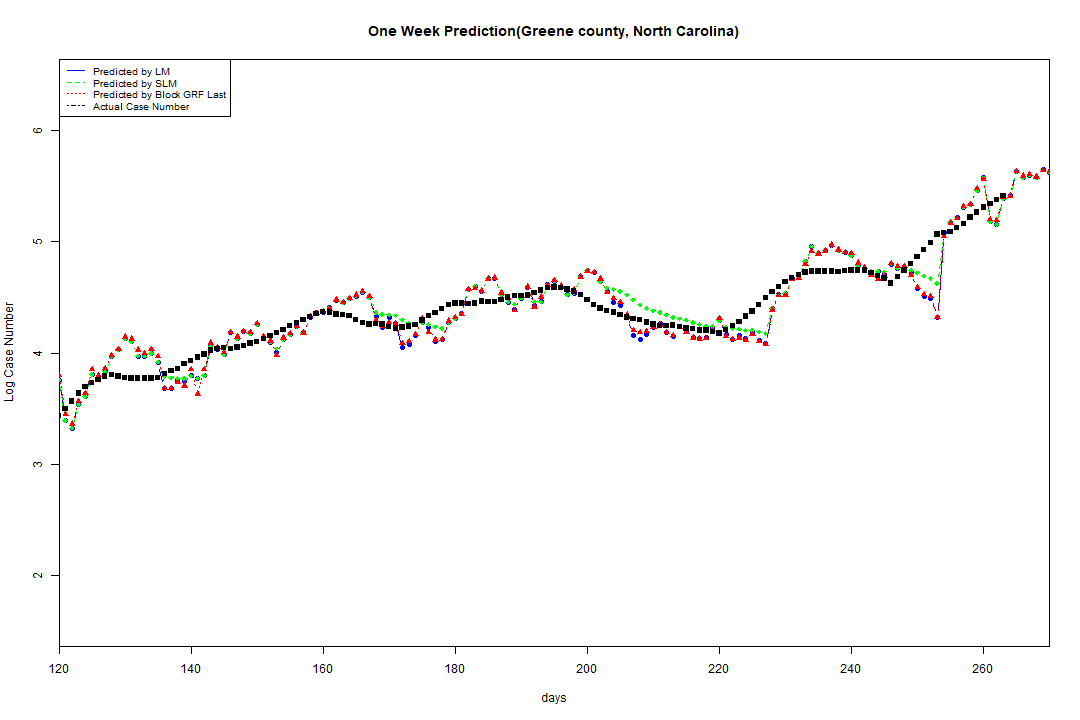 One Week Prediction(Greene county, North Carolina)
Predicted by LM
Predicted by SLM
Predicted by Block GRF Last
Actual Case Number
6
5
4
3
2
Log Case Number
120 140 160 180 200 220 240 260
days